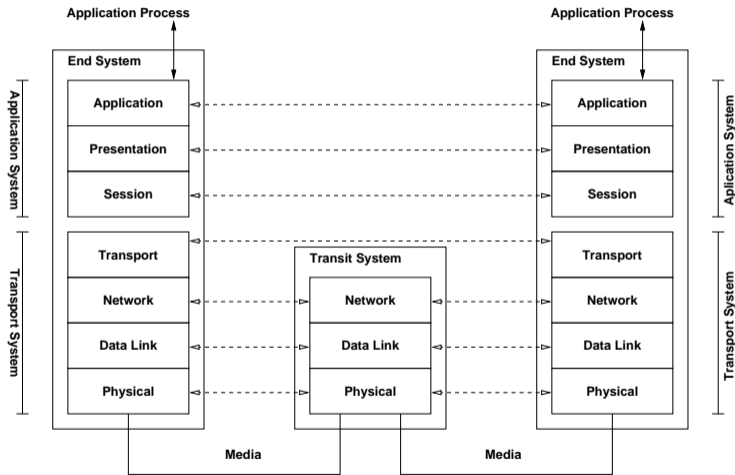 Application Process
Application Process
End System
End System
Application System
Application
Presentation
Session
Application
Presentation
Session
Aplication System
Transport System
Transport
Network
Data Link
Physical
Transit System
Network
Data Link
Physical
Transport
Network
Data Link
Physical
Transport System
Media
Media